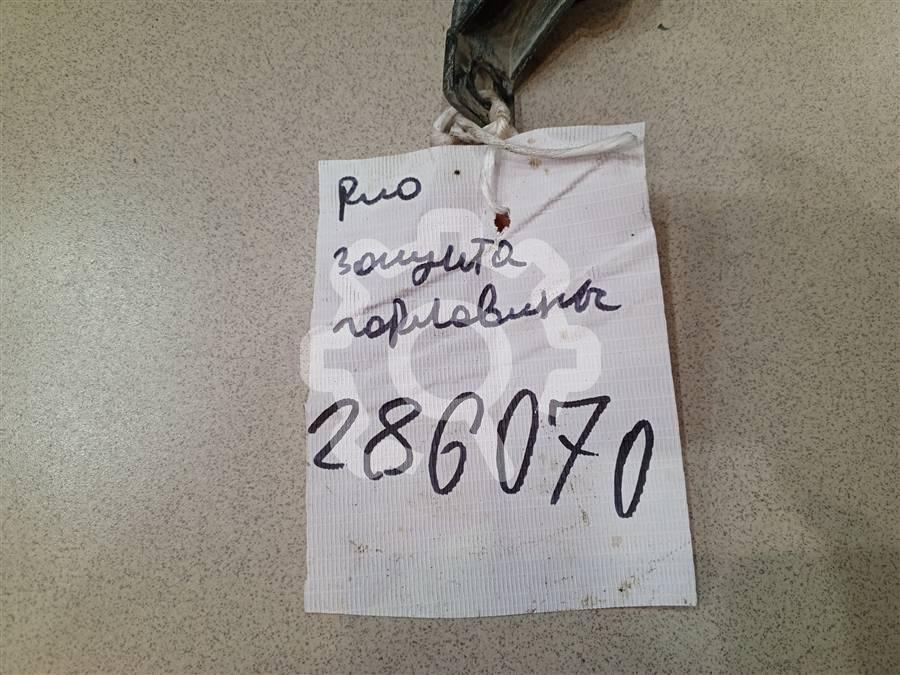 Рио
защита
горловины
286070